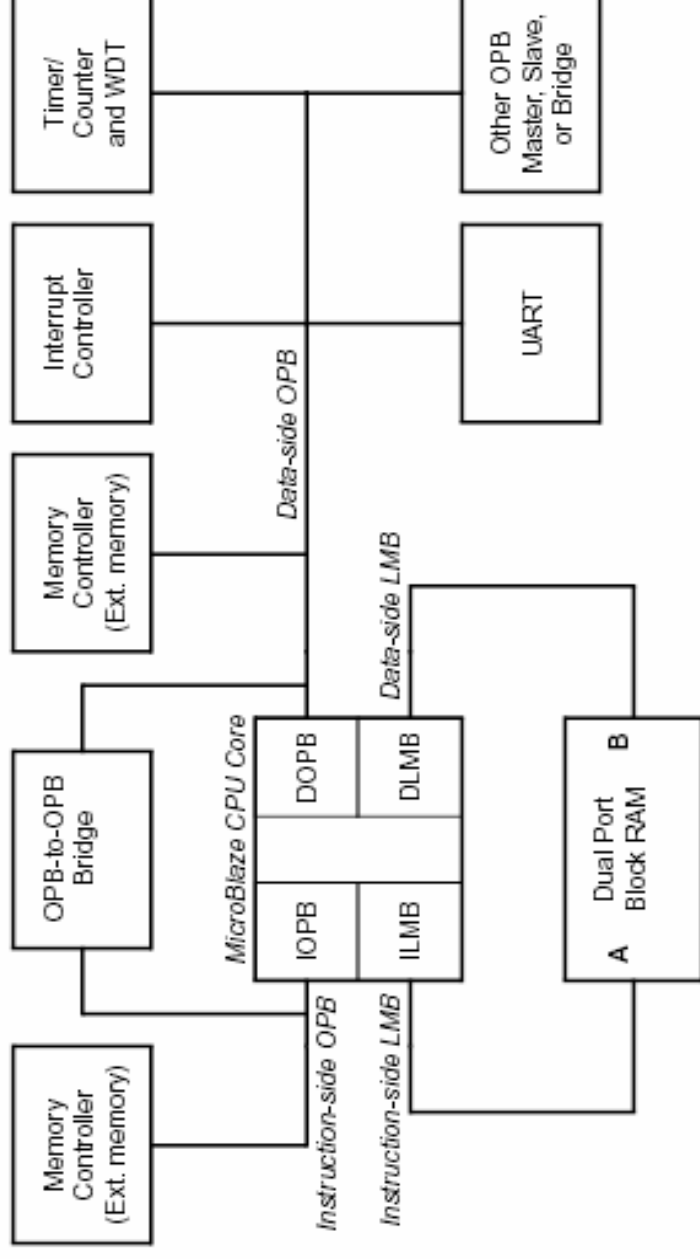 Memory
Controller
(Ext. memory)
OPB-to-OPB
Bridge
Memory
Controller
(Ext. memory)
Interrupt
Controller
Timer/
Counter
and WDT
MicroBlaze CPU Core
Instruction-side OPB
IOPB
DOPB
Data-side OPB
Instruction-side LMB
ILMB
DLMB
Data-side LMB
A
Dual Port
Block RAM
B
UART
Other OPB
Master, Slave,
or Bridge